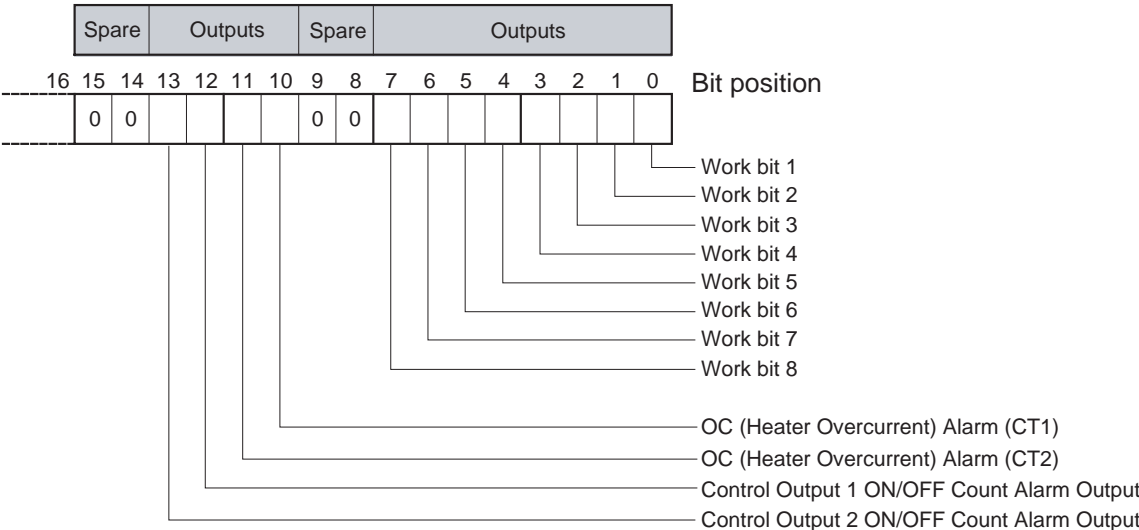 Spare Outputs Spare Outputs
16 15 14 13 12 11 10 9 8 7 6 5 4 3 2 1 0 Bit position
0 0 0 0
Work bit 1
Work bit 2
Work bit 3
Work bit 4
Work bit 5
Work bit 6
Work bit 7
Work bit 8
OC (Heater Overcurrent) Alarm (CT1)
OC (Heater Overcurrent) Alarm (CT2)
Control Output 1 ON/OFF Count Alarm Output
Control Output 2 ON/OFF Count Alarm Output